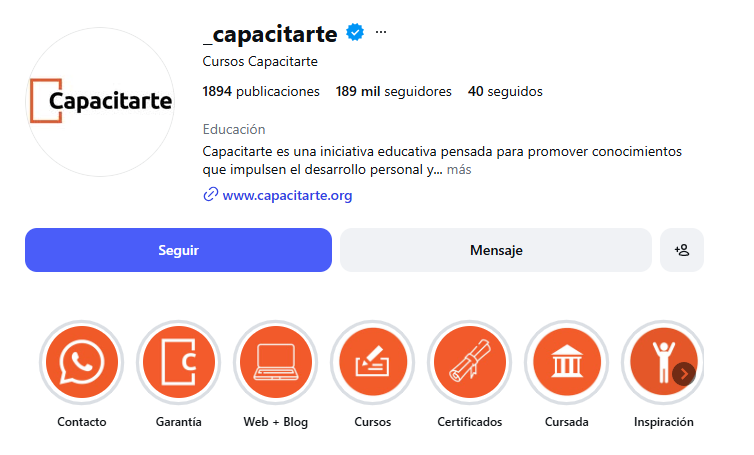 _capacitarte
Cursos Capacitarte
1894 publicaciones 189 mil seguidores 40 seguidos
Capacitarte
Educación
Capacitarte es una iniciativa educativa pensada para promover conocimientos
que impulsen el desarrollo personal y... más
www.capacitarte.org
Seguir Mensaje
C
Contacto Garantía Web + Blog Cursos Certificados Cursada Inspiración